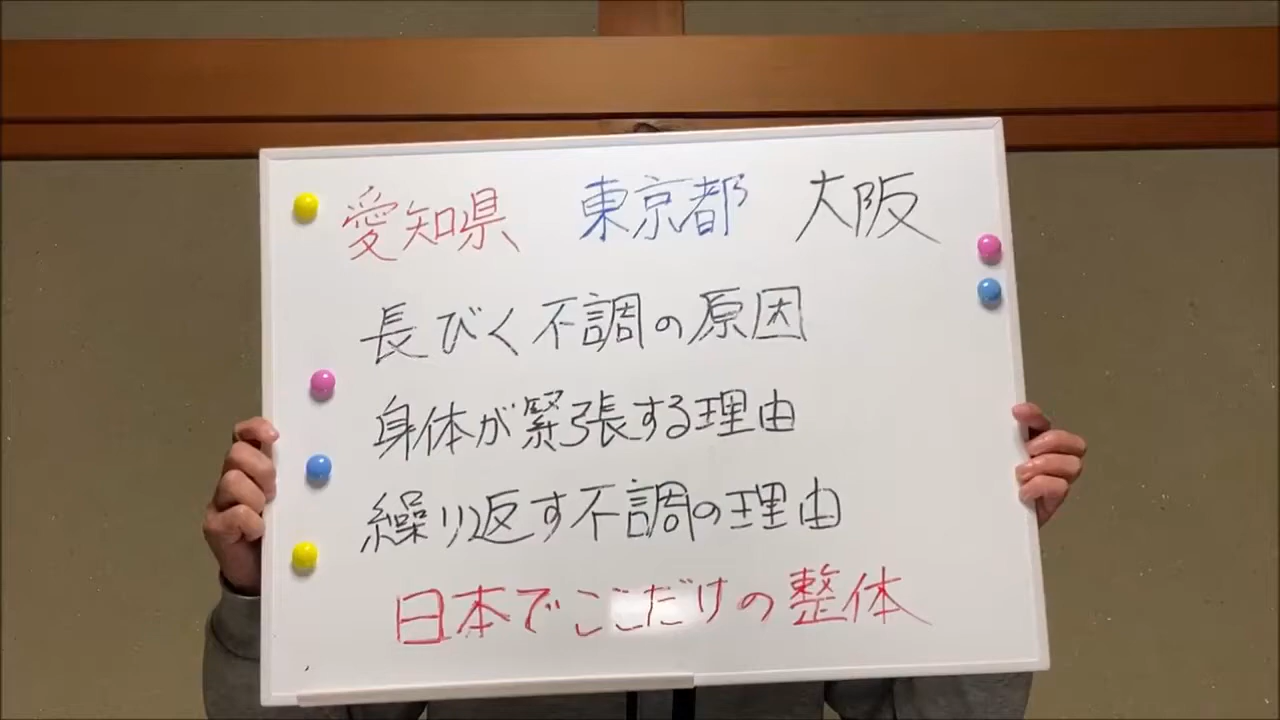 愛知県 東京都 大阪
長びく不調の原因
身体が緊張する理由
繰り返す不調の理由
日本でここだけの整体